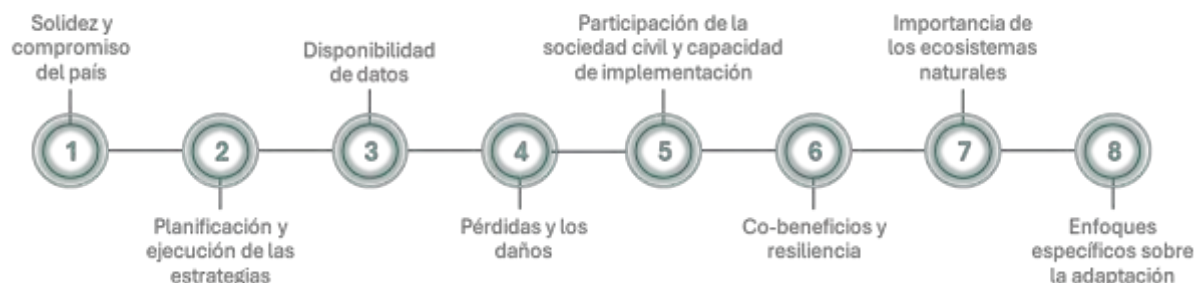 Solidez y
compromiso
del país
1
Planificación y
ejecución de las
estrategias
2
Disponibilidad
de datos
3
Pérdidas y los
daños
4
Participación de la
sociedad civil y capacidad
de implementación
5
Co-beneficios y
resiliencia
6
Importancia de
los ecosistemas
naturales
7
Enfoques
específicos sobre
la adaptación
8